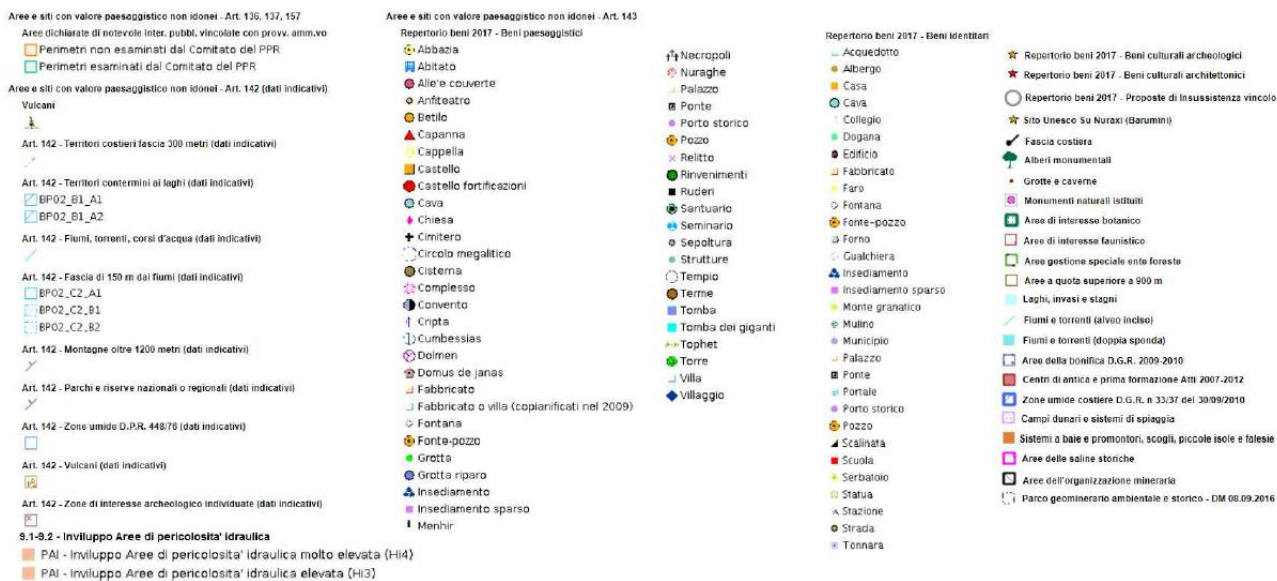 Aree e siti con valore paesaggistico non idonei - Art. 136, 137, 157
Aree dichiarate di notevole inter. pubbl. vincolate con provv. amm.vo
Perimetri non esaminati dal Comitato del PPR
Perimetri esaminati dal Comitato del PPR
Aree e siti con valore paesaggistico non idonei - Art. 142 (dati indicativi)
Vulcani
Art. 142 - Territori costieri fascia 300 metri (dati indicativi)
Art. 142 - Territori contermini ai laghi (dati indicativi)
BP02_B1_A1
BP02_B1_A2
Art. 142 - Fiumi, torrenti, corsi d'acqua (dati indicativi)
Art. 142 - Fascia di 150 m dai fiumi (dati indicativi)
BP02_C2_A1
BP02_C2_B1
BP02_C2_B2
Art. 142 - Montagne oltre 1200 metri (dati indicativi)
Art. 142 - Parchi e riserve nazionali o regionali (dati indicativi)
Art. 142 - Zone umide D.P.R. 448/76 (dati indicativi)
Art. 142 - Vulcani (dati indicativi)
Art. 142 - Zone di interesse archeologico individuate (dati indicativi)
9.1-9.2 - Inviluppo Aree di pericolosita' idraulica
PAI - Inviluppo Aree di pericolosita' idraulica molto elevata (Hi4)
PAI - Inviluppo Aree di pericolosita' idraulica elevata (Hi3)
Aree e siti con valore paesaggistico non idonei - Art. 143
Repertorio beni 2017 - Beni paesaggistici
Abbazia
Abitato
Alle'e couverte
Anfiteatro
Betilo
Capanna
Cappella
Castello
Castello fortificazioni
Cava
Chiesa
Cimitero
Circolo megalitico
Cisterna
Complesso
Convento
Cripta
Cumbessias
Dolmen
Domus de janas
Fabbricato
Fabbricato o villa (copianificati nel 2009)
Fontana
Fonte-pozzo
Grotta
Grotta riparo
Insediamento
Insediamento sparso
Menhir
Necropoli
Nuraghe
Palazzo
Ponte
Porto storico
Pozzo
Relitto
Rinvenimenti
Ruderi
Santuario
Seminario
Sepoltura
Strutture
Tempio
Terme
Tomba
Tomba dei giganti
Tophet
Torre
Villa
Villaggio
Repertorio beni 2017 - Beni identitari
Acquedotto
Albergo
Casa
Cava
Collegio
Dogana
Edificio
Fabbricato
Faro
Fontana
Fonte-pozzo
Forno
Gualchiera
Insediamento
Insediamento sparso
Monte granatico
Mulino
Municipio
Palazzo
Ponte
Portale
Porto storico
Pozzo
Scalinata
Scuola
Serbatoio
Statua
Stazione
Strada
Tonnara
Repertorio beni 2017 - Beni culturali archeologici
Repertorio beni 2017 - Beni culturali architettonici
Repertorio beni 2017 - Proposte di Insussistenza vincolo
Sito Unesco Su Nuraxi (Barumini)
Fascia costiera
Alberi monumentali
Grotte e caverne
Monumenti naturali istituiti
Aree di interesse botanico
Aree di interesse faunistico
Aree gestione speciale ente foreste
Aree a quota superiore a 900 m
Laghi, invasi e stagni
Fiumi e torrenti (alveo inciso)
Fiumi e torrenti (doppia sponda)
Aree della bonifica D.G.R. 2009-2010
Centri di antica e prima formazione Atti 2007-2012
Zone umide costiere D.G.R. n 33/37 del 30/09/2010
Campi dunari e sistemi di spiaggia
Sistemi a baie e promontori, scogli, piccole isole e falesie
Aree delle saline storiche
Aree dell'organizzazione mineraria
Parco geominerario ambientale e storico - DM 08.09.2016